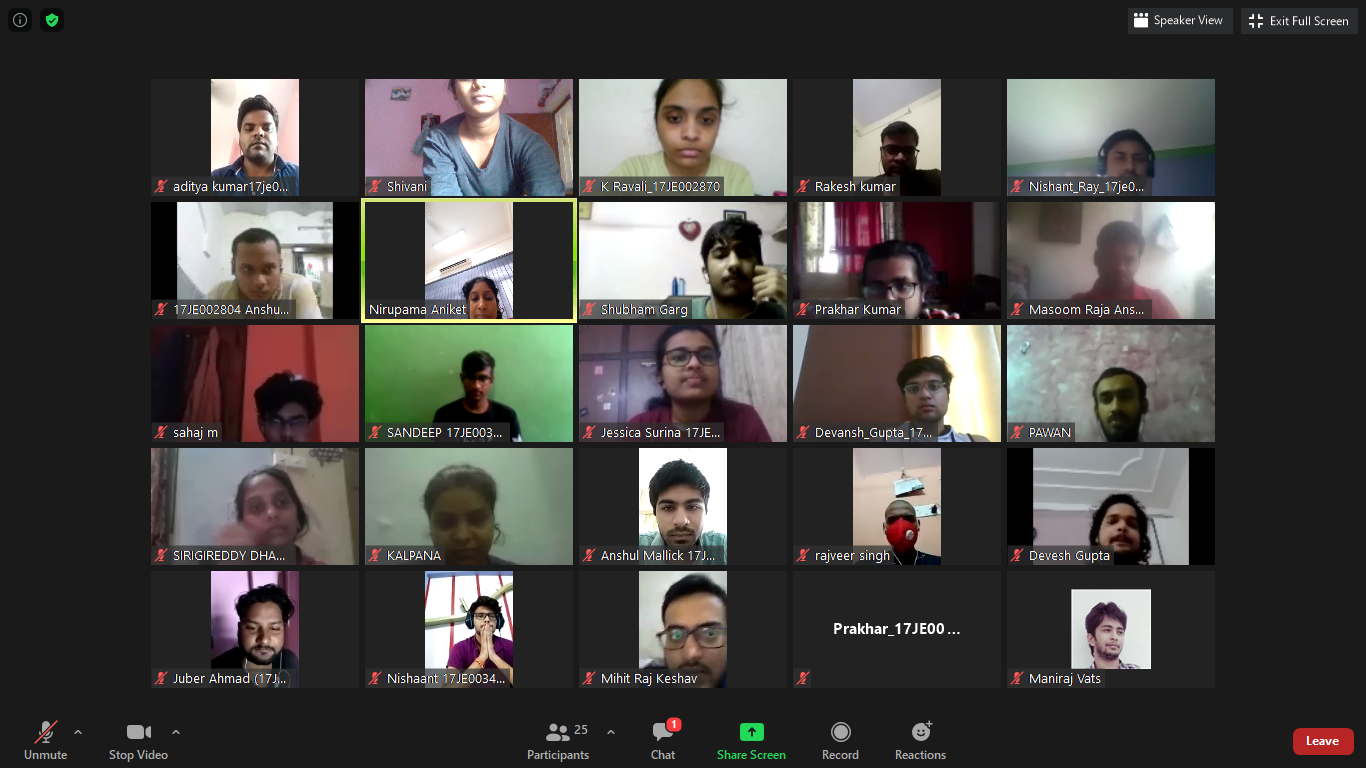 Speaker View
Exit Full Screen
aditya kumar17je0...
Shivani
K Ravali_17JE002870
Rakesh kumar
Nishant_Ray_17je0...
17JE002804 Anshu...
Nirupama Aniket
Shubham Garg
Prakhar Kumar
Masoom Raja Ans...
sahaj m
SANDEEP 17JE003...
Jessica Surina 17JE...
Devansh_Gupta_17...
PAWAN
SIRIGIREDDY DHA...
KALPANA
Anshul Mallick 17J...
rajveer singh
Devesh Gupta
Juber Ahmad (17J...
Nishaant 17JE0034...
Mihit Raj Keshav
Prakhar_17JE00 ...
Maniraj Vats
Unmute
Stop Video
25
Participants
1
Chat
Share Screen
Record
Reactions
Leave